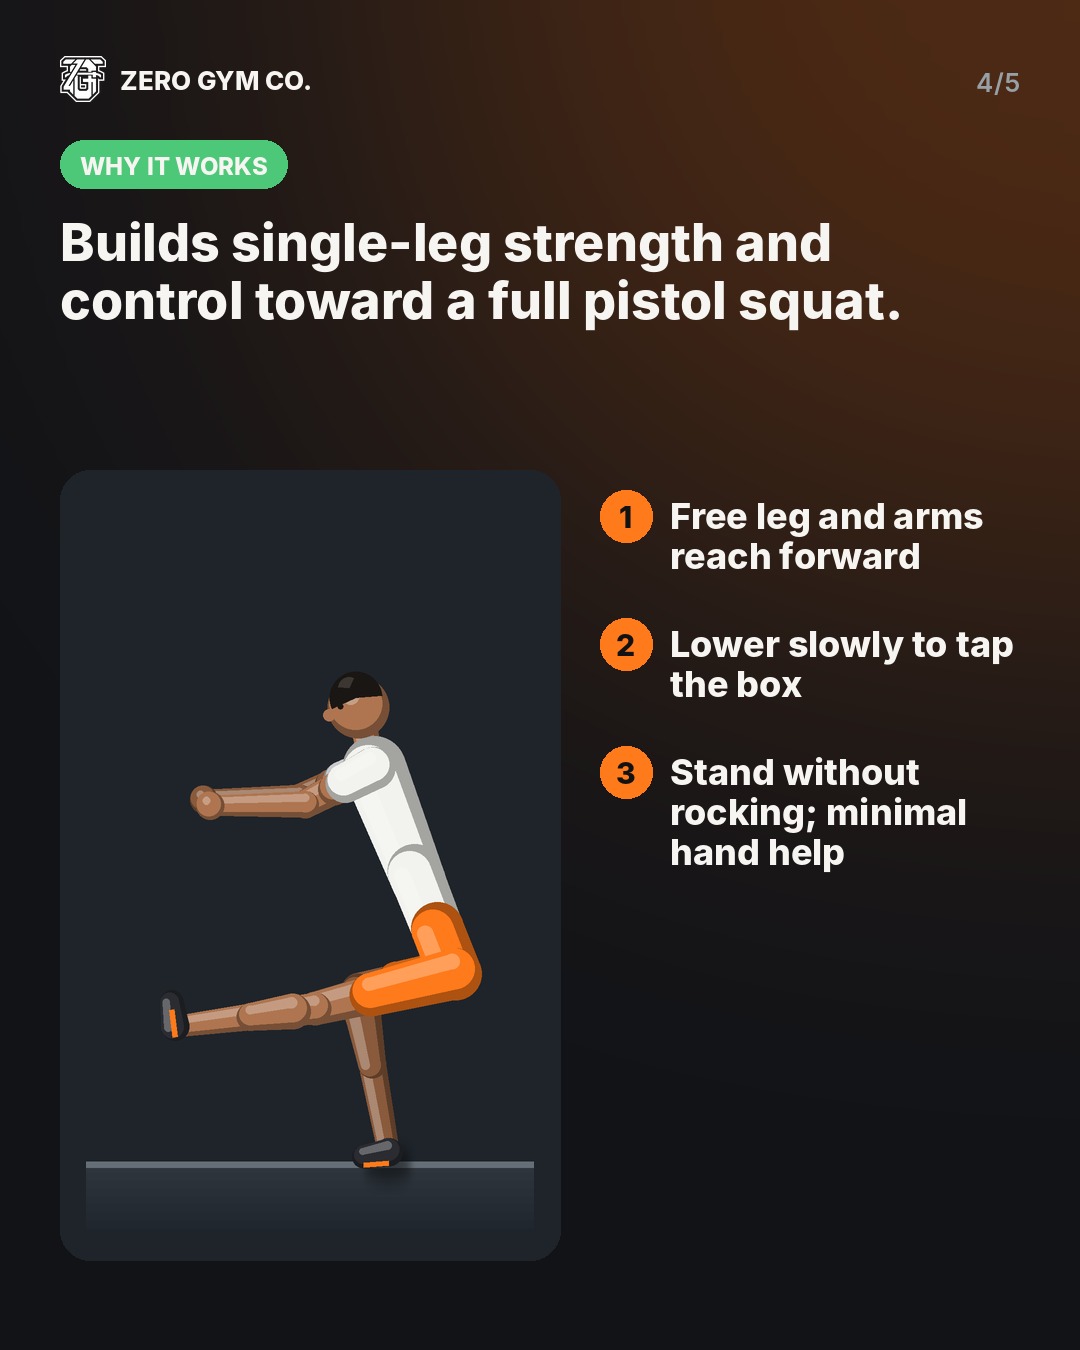 ZERO GYM CO.
4/5
WHY IT WORKS
Builds single-leg strength and
control toward a full pistol squat.
1 Free leg and arms
reach forward
2 Lower slowly to tap
the box
3 Stand without
rocking; minimal
hand help